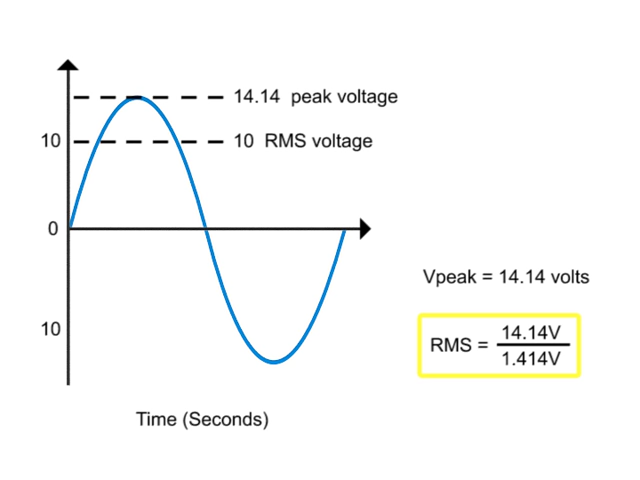 14.14 peak voltage
10
10 RMS voltage
0
Vpeak = 14.14 volts
10
RMS = 14.14V
1.414V
Time (Seconds)